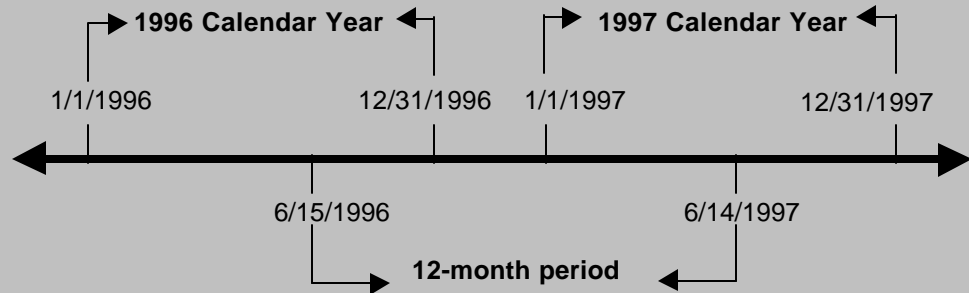 1996 Calendar Year 1997 Calendar Year
1/1/1996 12/31/1996 1/1/1997 12/31/1997
6/15/1996 6/14/1997
12-month period